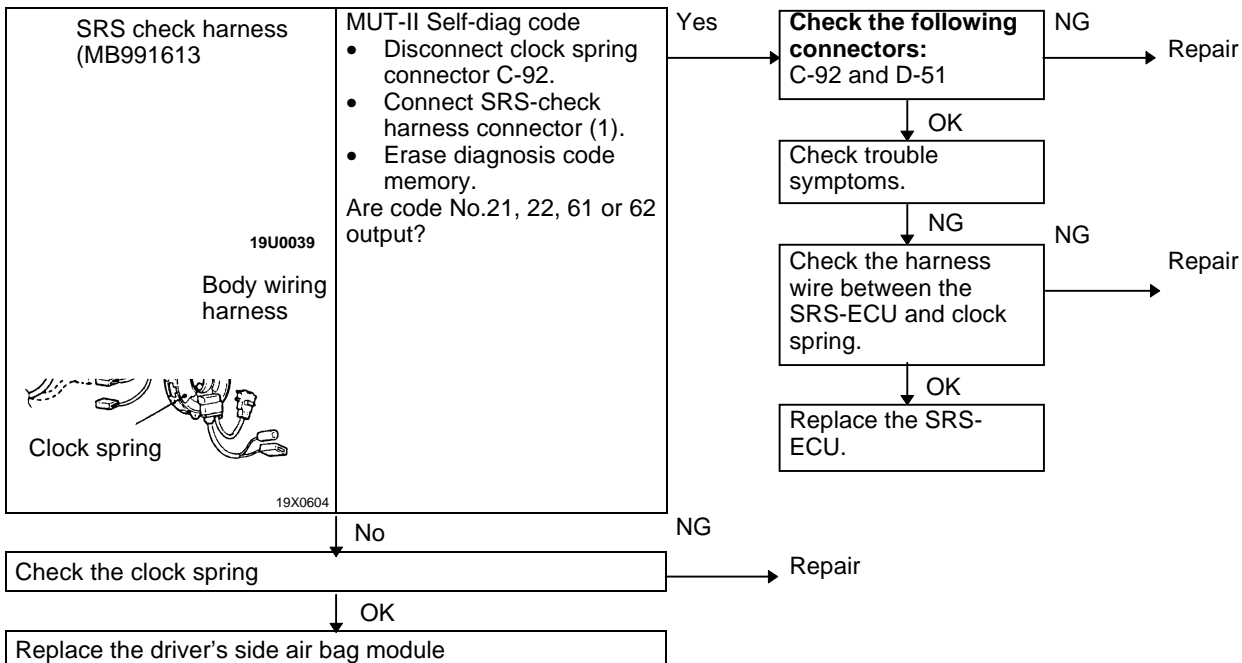 SRS check harness
(MB991613
19U0039
Body wiring
harness
Clock spring
19X0604
MUT-II Self-diag code
• Disconnect clock spring
connector C-92.
• Connect SRS-check
harness connector (1).
• Erase diagnosis code
memory.
Are code No.21, 22, 61 or 62
output?
Yes
Check the following
connectors:
C-92 and D-51
NG
Repair
OK
Check trouble
symptoms.
NG
Check the harness
wire between the
SRS-ECU and clock
spring.
NG
Repair
OK
Replace the SRS-
ECU.
No
Check the clock spring
NG
Repair
OK
Replace the driver's side air bag module